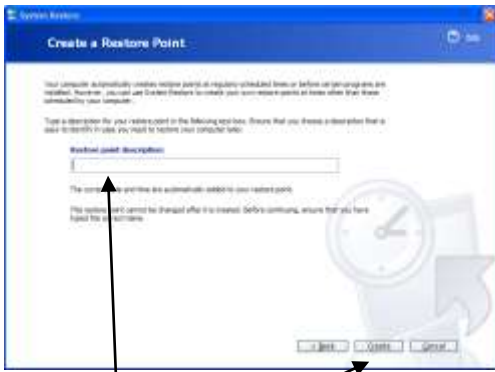 System Restore
Create a Restore Point
Help
Your computer automatically creates restore points at regularly scheduled times or before certain programs are
installed. However, you can use System Restore to create your own restore points at times other than those
scheduled by your computer.
Type a description for your restore point in the following text box. Ensure that you choose a description that is
easy to identify in case you need to restore your computer later.
Restore point description:
The current date and time are automatically added to your restore point.
This restore point cannot be changed after it is created. Before continuing, ensure that you have
typed the correct name.
< Back
Create
Cancel